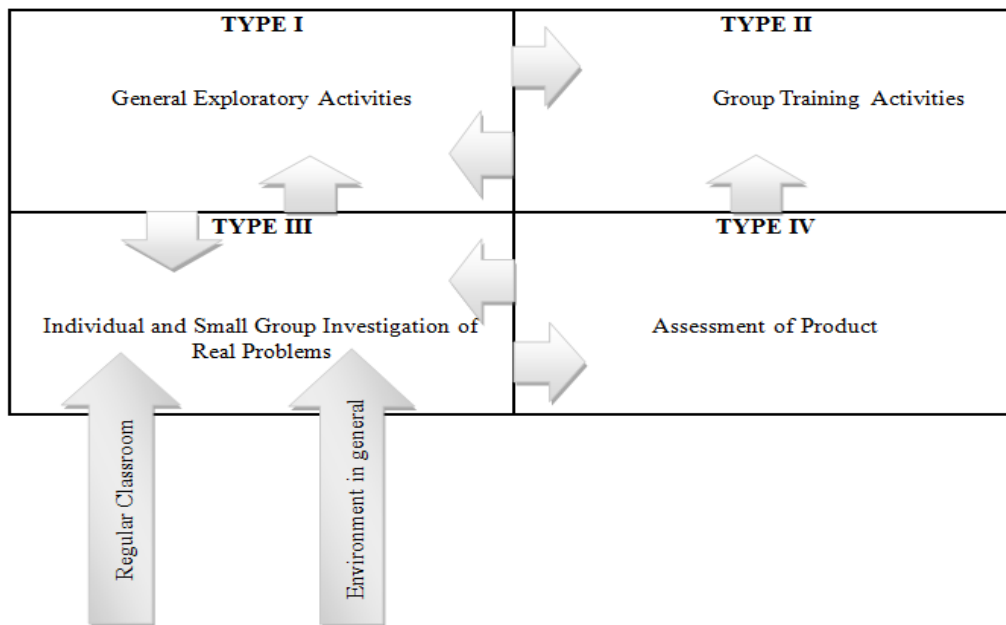 TYPE I
General Exploratory Activities
TYPE II
Group Training Activities
TYPE III
Individual and Small Group Investigation of
Real Problems
TYPE IV
Assessment of Product
Regular Classroom
Environment in general